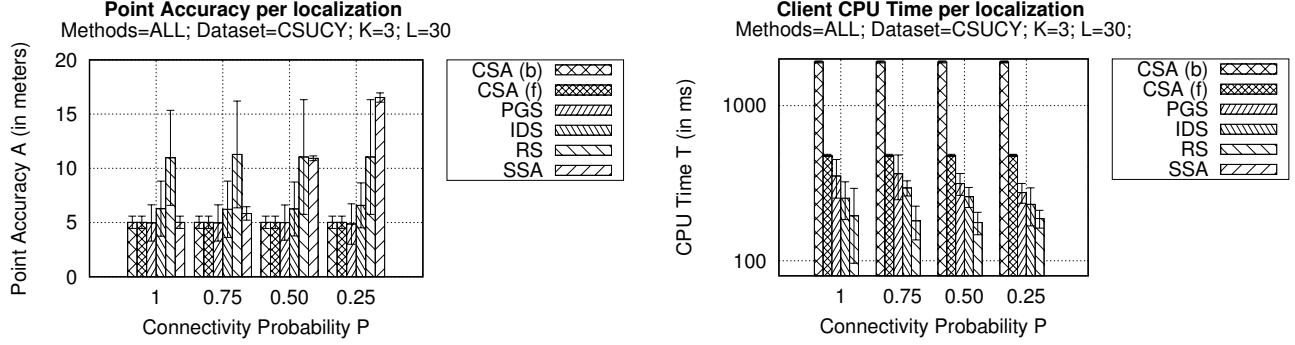 Point Accuracy per localization
Methods=ALL; Dataset=CSUCY; K=3; L=30
Point Accuracy A (in meters)
20
15
10
5
0
1 0.75 0.50 0.25
Connectivity Probability P
CSA (b)
CSA (f)
PGS
IDS
RS
SSA
Client CPU Time per localization
Methods=ALL; Dataset=CSUCY; K=3; L=30;
CPU Time T (in ms)
1000
100
1 0.75 0.50 0.25
Connectivity Probability P
CSA (b)
CSA (f)
PGS
IDS
RS
SSA